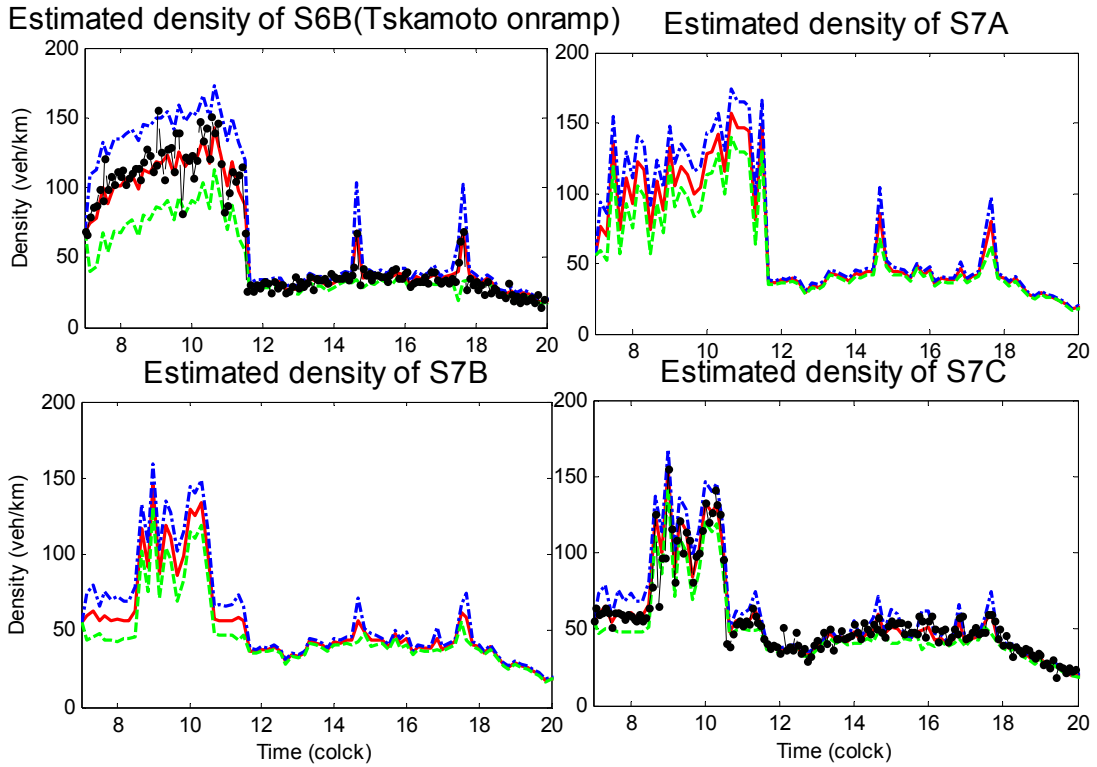 Estimated density of S6B(Tskamoto onramp)
Estimated density of S7A
Density (veh/km)
200
150
100
50
0
8 10 12 14 16 18 20
200
150
100
50
0
8 10 12 14 16 18 20
Estimated density of S7B
Estimated density of S7C
Density (veh/km)
200
150
100
50
0
8 10 12 14 16 18 20
Time (colck)
200
150
100
50
0
8 10 12 14 16 18 20
Time (colck)